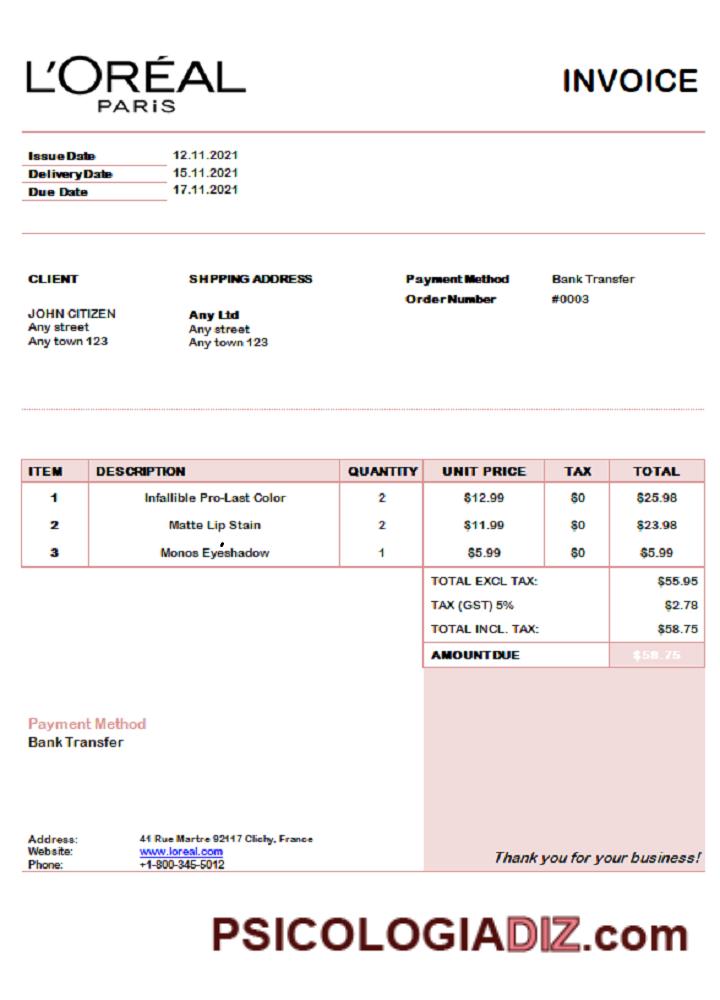 L'ORÉAL
PARiS
INVOICE
Issue Date 12.11.2021
Delivery Date 15.11.2021
Due Date 17.11.2021
CLIENT SHPPING ADDRESS Payment Method Bank Transfer
Order Number #0003
JOHN CITIZEN Any Ltd
Any street Any street
Any town 123 Any town 123
ITEM DESCRIPTION QUANTITY UNIT PRICE TAX TOTAL
1 Infallible Pro-Last Color 2 $12.99 $0 $25.98
2 Matte Lip Stain 2 $11.99 $0 $23.98
3 Monos Eyeshadow 1 $5.99 $0 $5.99
TOTAL EXCL TAX: $55.95
TAX (GST) 5% $2.78
TOTAL INCL. TAX: $58.75
AMOUNT DUE $58.75
Payment Method
Bank Transfer
Address: 41 Rue Martre 92117 Clichy, France
Website: www.loreal.com
Phone: +1-800-345-5012
Thank you for your business!
PSICOLOGIADIZ.com